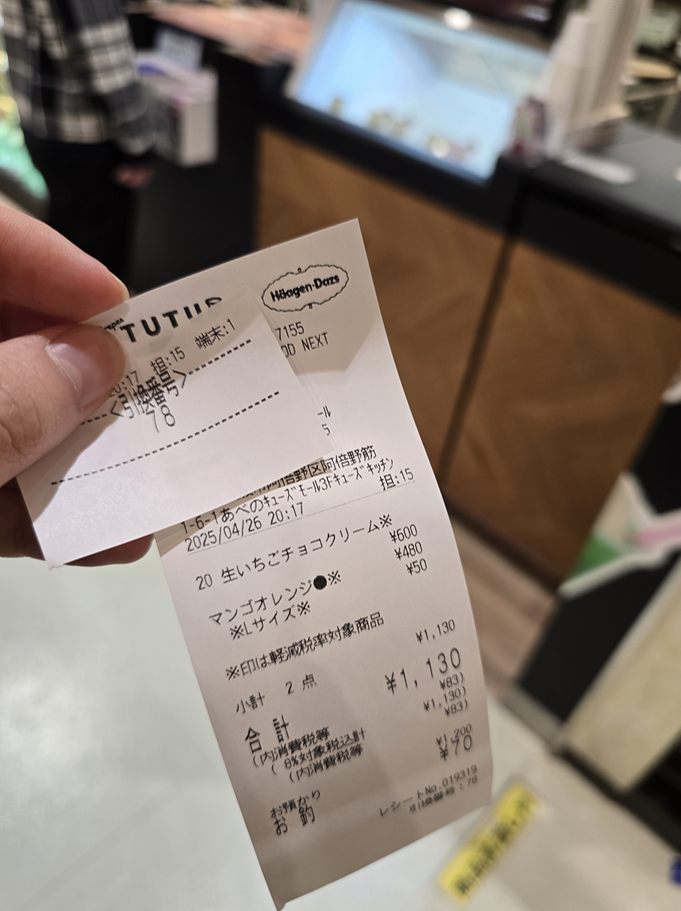 TUTTI
20:17 担:15 端末:1
<引換番号>
78
Häagen-Dazs
7155
OD NEXT
阿倍野区阿倍野筋
1-6-1あべのキューズモール3Fキューズキッチン
2025/04/26 20:17 担:15
20 生いちごチョコクリーム※ ¥600
マンゴオレンジ●※ ¥480
※Lサイズ※ ¥50
※印は軽減税率対象商品
小計 2 点 ¥1,130
合計 ¥1,130
(内)消費税等 ¥83)
( 8%対象税込計 ¥1,130)
(内)消費税等 ¥83)
お預かり ¥1,200
お釣 ¥70
レシートNo.019319
引換番号:78